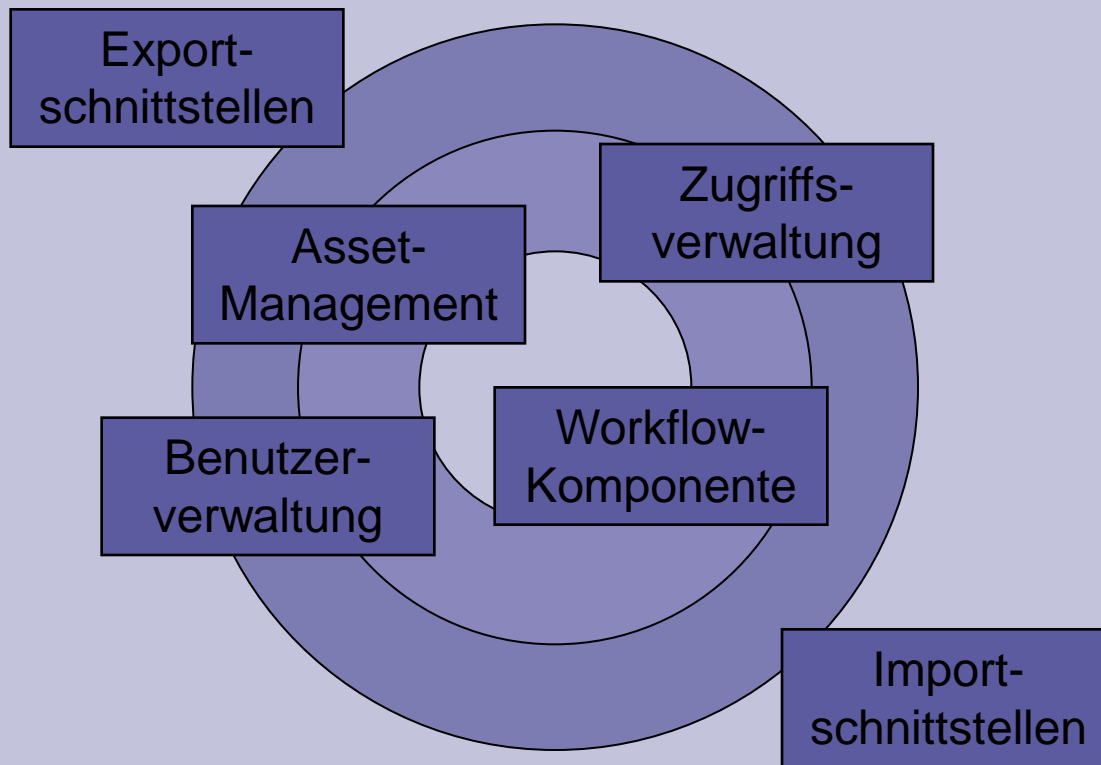 Export-
schnittstellen
Zugriffs-
verwaltung
Asset-
Management
Workflow-
Komponente
Benutzer-
verwaltung
Import-
schnittstellen